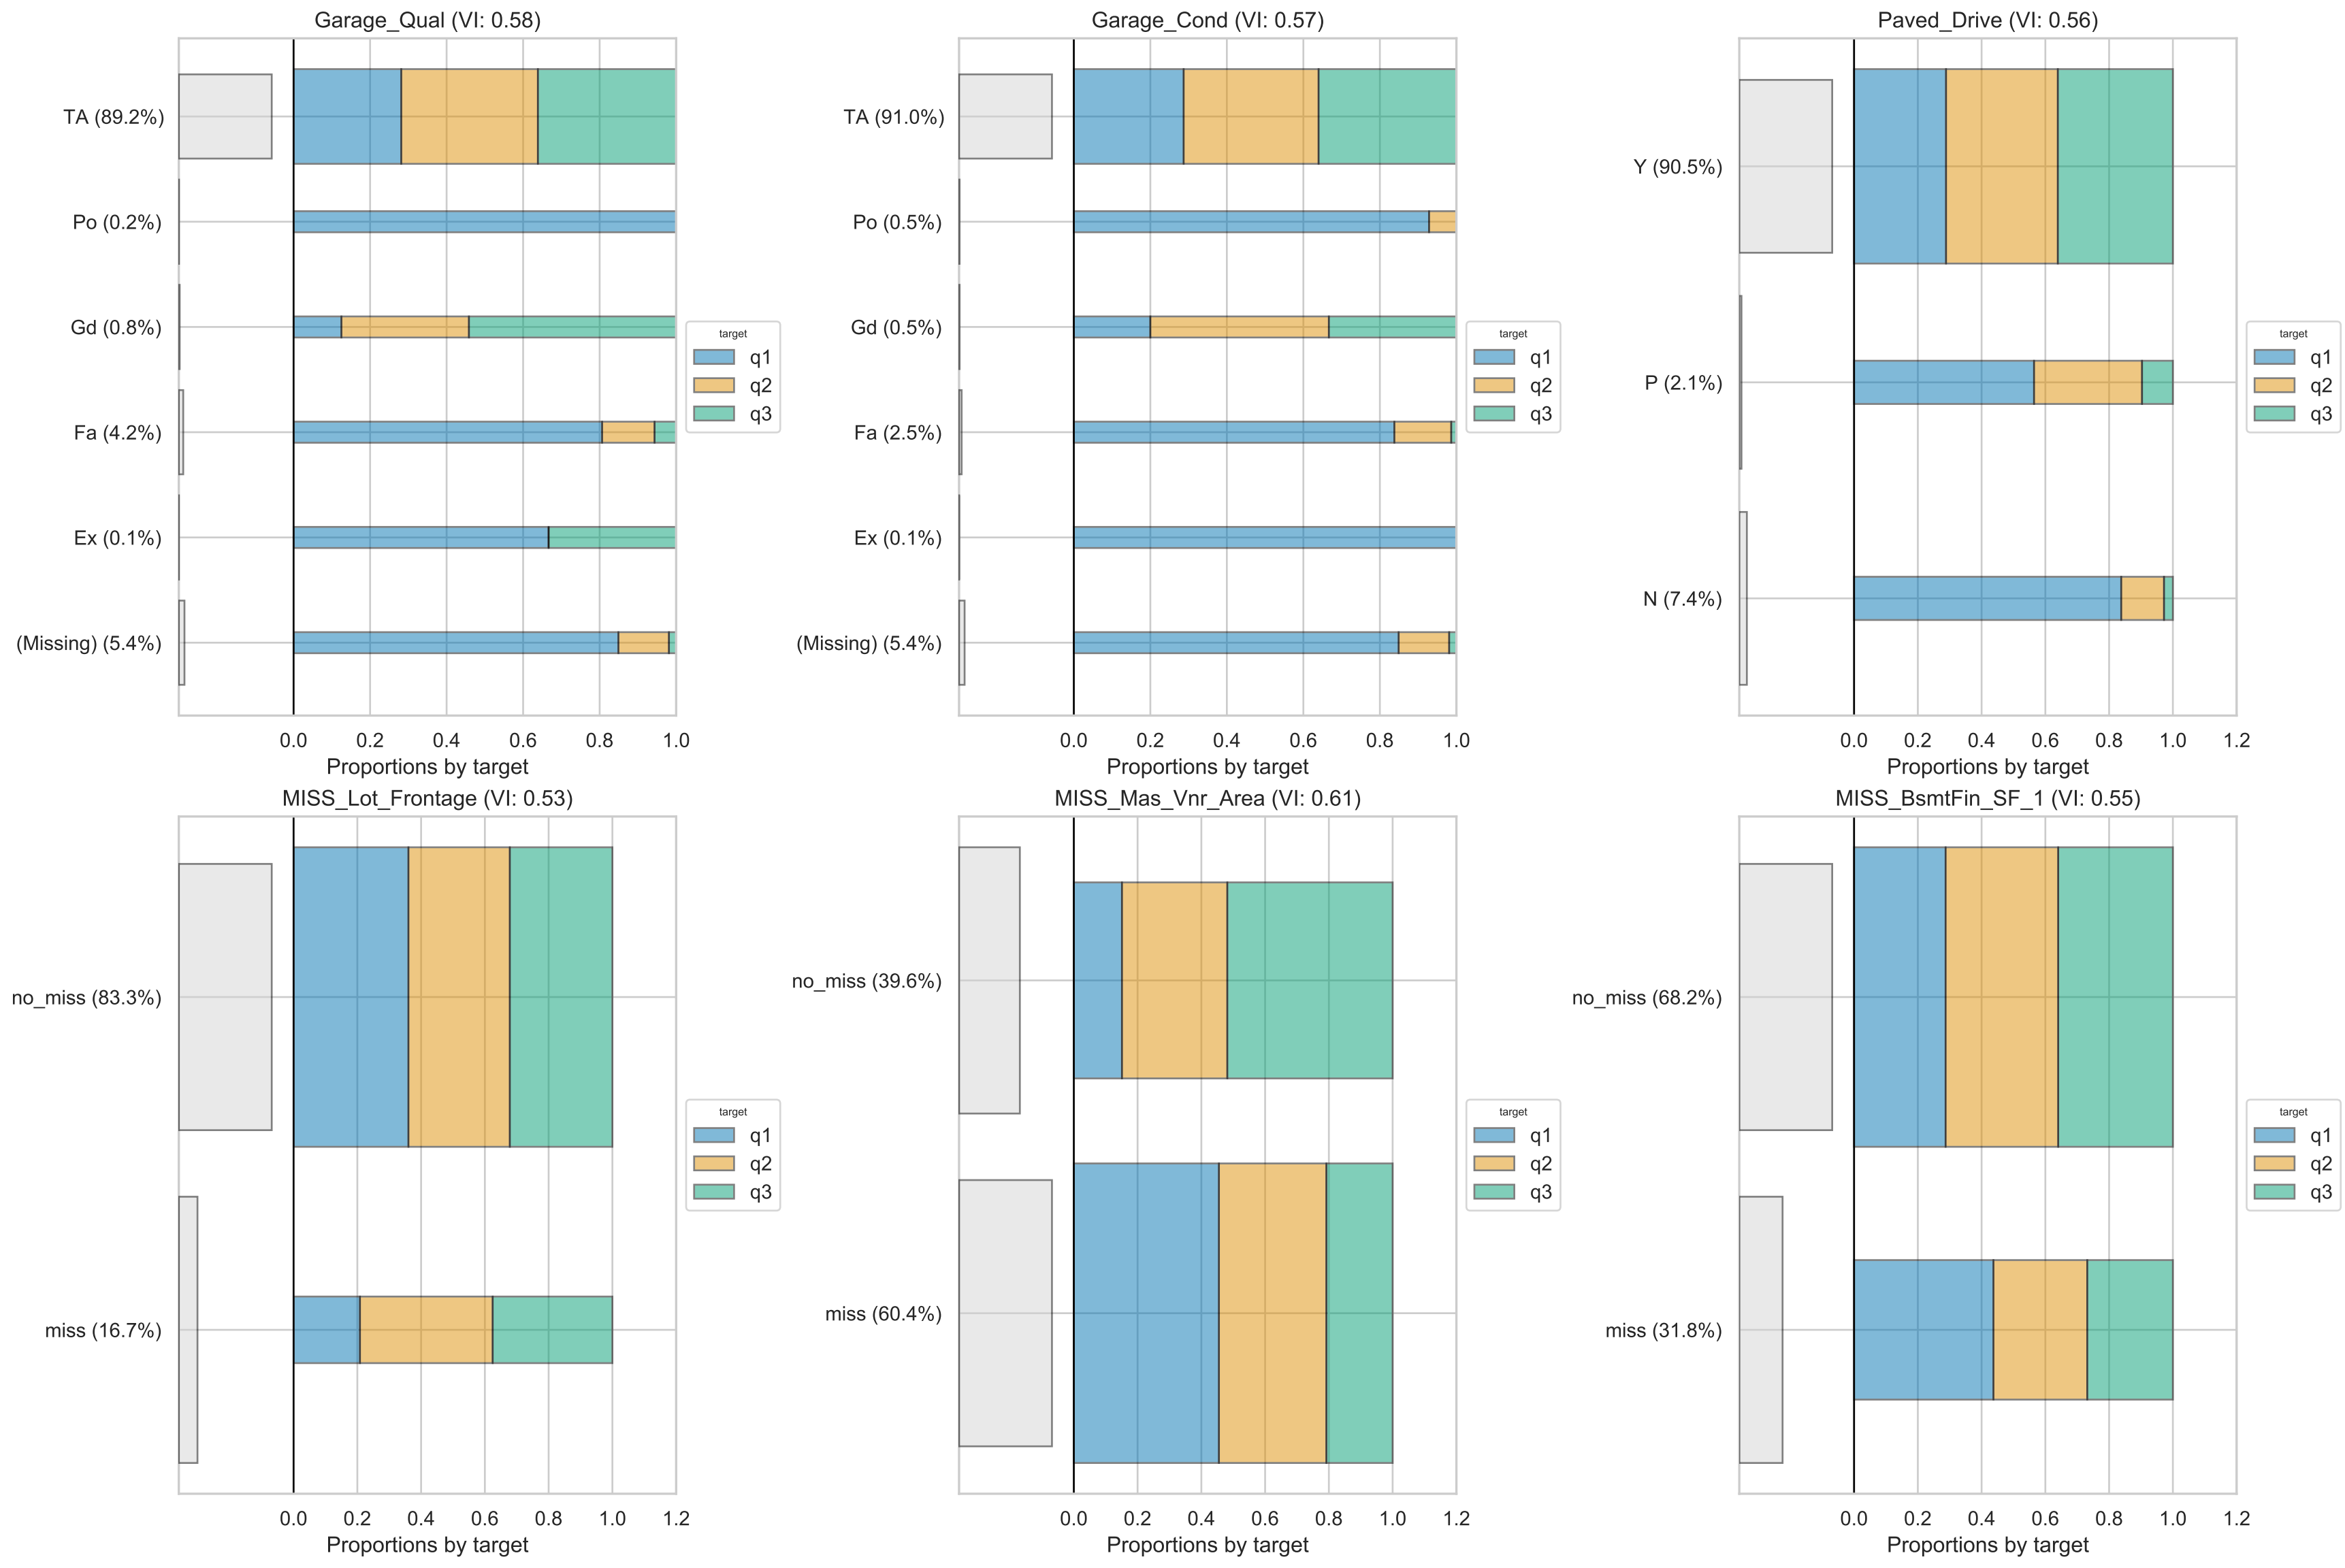 Garage_Qual (VI: 0.58)
TA (89.2%)
Po (0.2%)
Gd (0.8%)
Fa (4.2%)
Ex (0.1%)
(Missing) (5.4%)
0.0 0.2 0.4 0.6 0.8 1.0
Proportions by target
target
q1
q2
q3
Garage_Cond (VI: 0.57)
TA (91.0%)
Po (0.5%)
Gd (0.5%)
Fa (2.5%)
Ex (0.1%)
(Missing) (5.4%)
0.0 0.2 0.4 0.6 0.8 1.0
Proportions by target
target
q1
q2
q3
Paved_Drive (VI: 0.56)
Y (90.5%)
P (2.1%)
N (7.4%)
0.0 0.2 0.4 0.6 0.8 1.0 1.2
Proportions by target
target
q1
q2
q3
MISS_Lot_Frontage (VI: 0.53)
no_miss (83.3%)
miss (16.7%)
0.0 0.2 0.4 0.6 0.8 1.0 1.2
Proportions by target
target
q1
q2
q3
MISS_Mas_Vnr_Area (VI: 0.61)
no_miss (39.6%)
miss (60.4%)
0.0 0.2 0.4 0.6 0.8 1.0 1.2
Proportions by target
target
q1
q2
q3
MISS_BsmtFin_SF_1 (VI: 0.55)
no_miss (68.2%)
miss (31.8%)
0.0 0.2 0.4 0.6 0.8 1.0 1.2
Proportions by target
target
q1
q2
q3